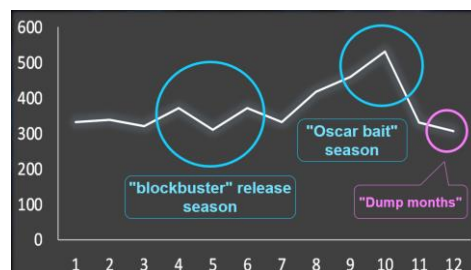 600
500
400
300
200
100
0
"Oscar bait"
season
"blockbuster" release
season
"Dump months"
1 2 3 4 5 6 7 8 9 10 11 12